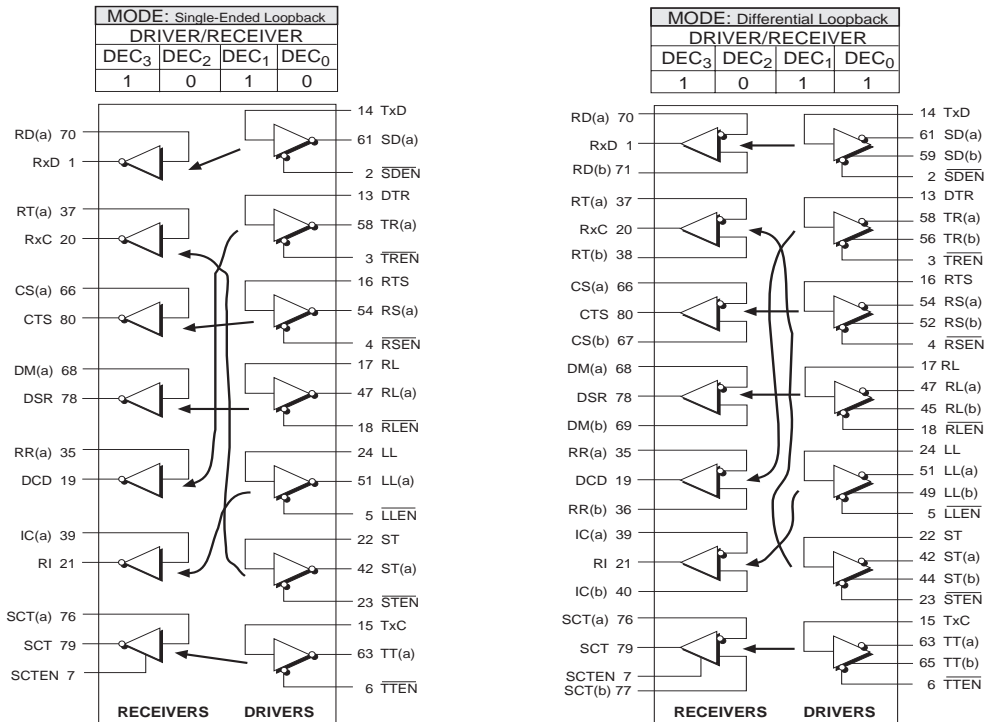 MODE: Single-Ended Loopback
DRIVER/RECEIVER
DEC3 DEC2 DEC1 DEC0
1 0 1 0
14 TxD
RD(a) 70
61 SD(a)
RxD 1
2 SDEN
13 DTR
RT(a) 37
58 TR(a)
RxC 20
3 TREN
16 RTS
CS(a) 66
54 RS(a)
CTS 80
4 RSEN
17 RL
DM(a) 68
47 RL(a)
DSR 78
18 RLEN
24 LL
RR(a) 35
51 LL(a)
DCD 19
5 LLEN
22 ST
IC(a) 39
42 ST(a)
RI 21
23 STEN
SCT(a) 76
15 TxC
SCT 79
63 TT(a)
SCTEN 7
6 TTEN
RECEIVERS DRIVERS
MODE: Differential Loopback
DRIVER/RECEIVER
DEC3 DEC2 DEC1 DEC0
1 0 1 1
14 TxD
RD(a) 70
61 SD(a)
RxD 1
59 SD(b)
RD(b) 71
2 SDEN
13 DTR
RT(a) 37
58 TR(a)
RxC 20
56 TR(b)
RT(b) 38
3 TREN
16 RTS
CS(a) 66
54 RS(a)
CTS 80
52 RS(b)
CS(b) 67
4 RSEN
17 RL
DM(a) 68
47 RL(a)
DSR 78
45 RL(b)
DM(b) 69
18 RLEN
24 LL
RR(a) 35
51 LL(a)
DCD 19
49 LL(b)
RR(b) 36
5 LLEN
22 ST
IC(a) 39
42 ST(a)
RI 21
44 ST(b)
IC(b) 40
23 STEN
SCT(a) 76
15 TxC
63 TT(a)
SCT 79
65 TT(b)
SCTEN 7
6 TTEN
SCT(b) 77
RECEIVERS DRIVERS